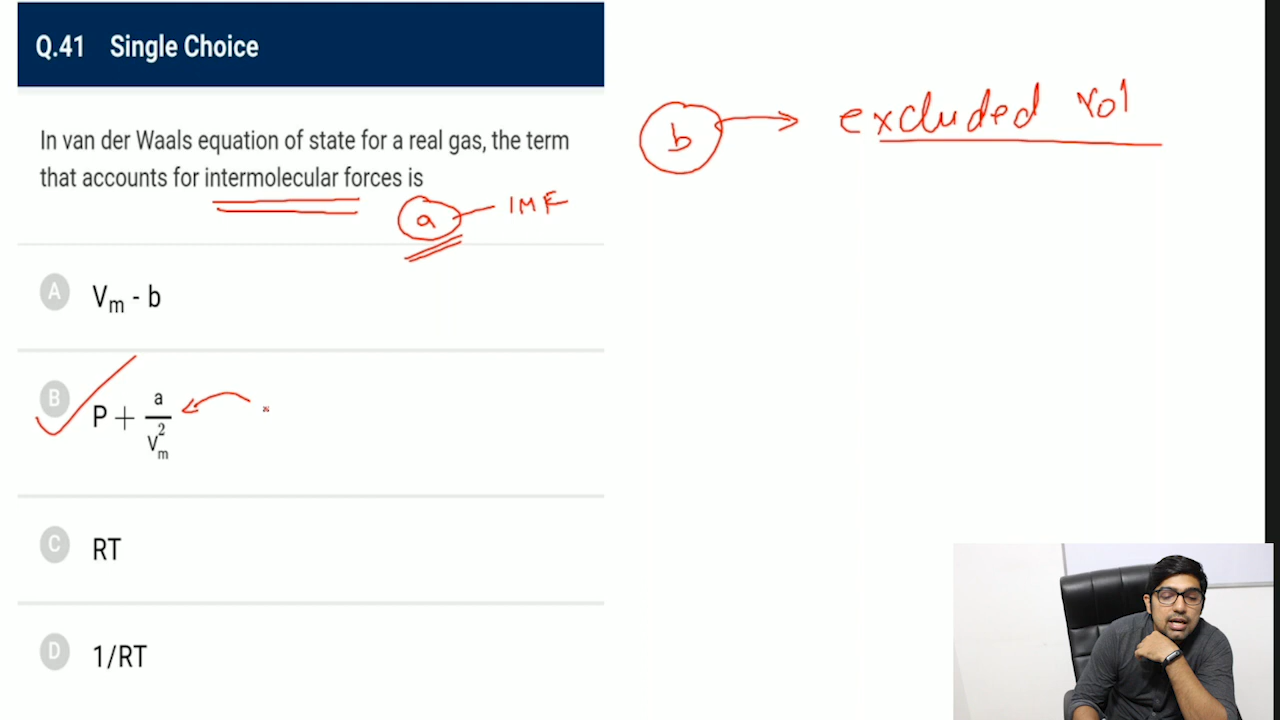 Q.41 Single Choice
In van der Waals equation of state for a real gas, the term
that accounts for intermolecular forces is
a IMF
A Vm - b
B P + a/Vm²
C RT
D 1/RT
b → excluded vol